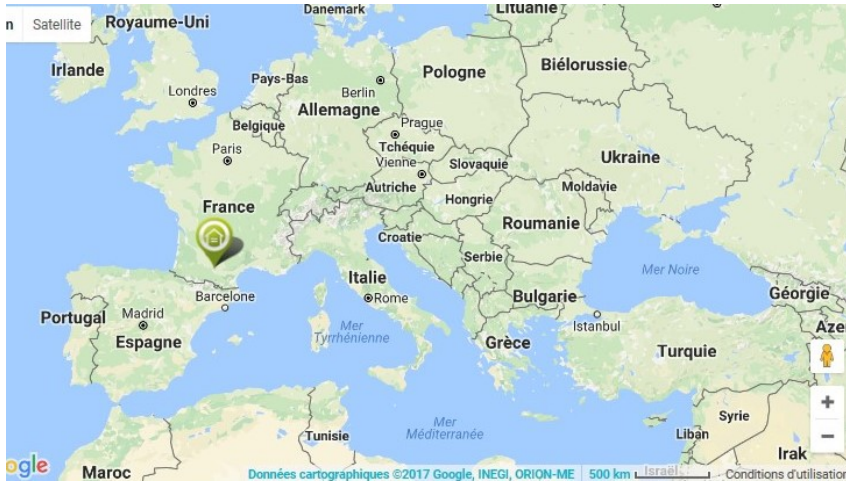 Danemark
Lituanie
n Satellite
Royaume-Uni
Irlande
Londres
Pays-Bas
Berlin
Pologne
Biélorussie
Allemagne
Belgique
Prague
Paris
Tchéquie
Vienne
Slovaquie
Ukraine
Autriche
Moldavie
Hongrie
France
Roumanie
Croatie
Serbie
Mer Noire
Italie
Barcelone
Rome
Bulgarie
Géorgie
Portugal
Madrid
Istanbul
Aze
Espagne
Mer
Tyrrhénienne
Grèce
Turquie
Mer
Méditerranée
Tunisie
Syrie
Liban
Israël
Irak
ogle
Maroc
Données cartographiques ©2017 Google, INEGI, ORION-ME
500 km
Conditions d'utilisation